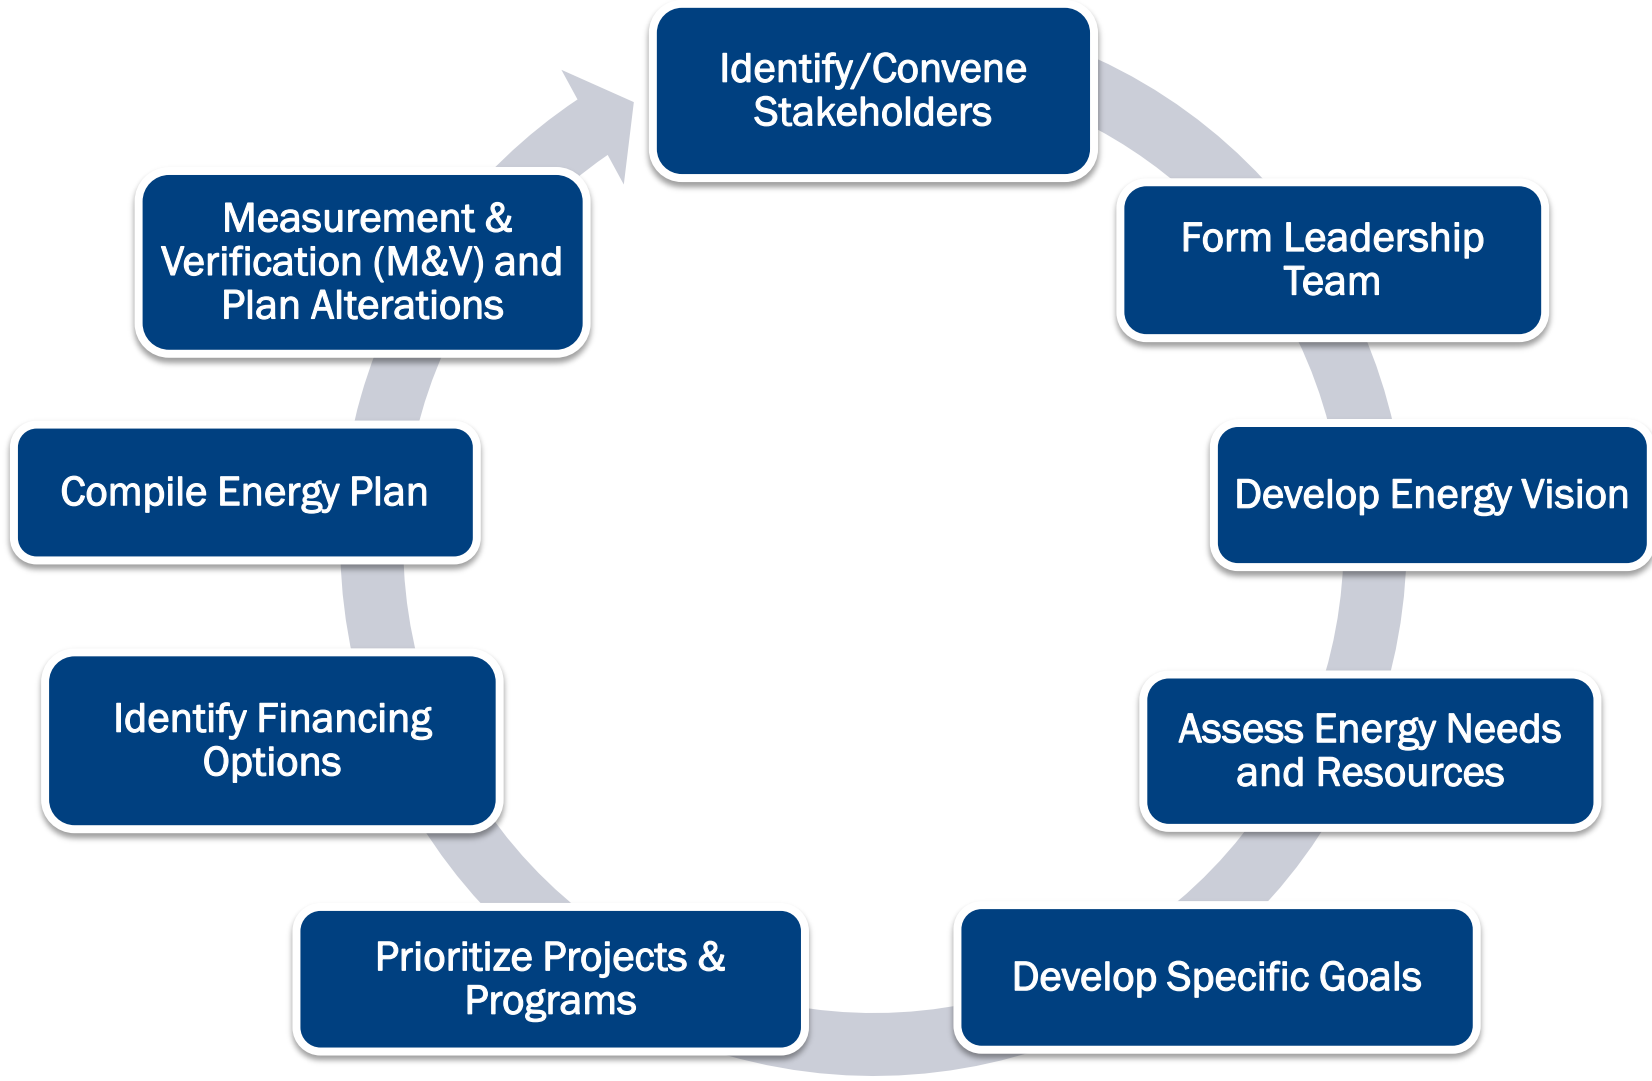 Identify/Convene
Stakeholders
Form Leadership
Team
Develop Energy Vision
Assess Energy Needs
and Resources
Develop Specific Goals
Prioritize Projects &
Programs
Identify Financing
Options
Compile Energy Plan
Measurement &
Verification (M&V) and
Plan Alterations